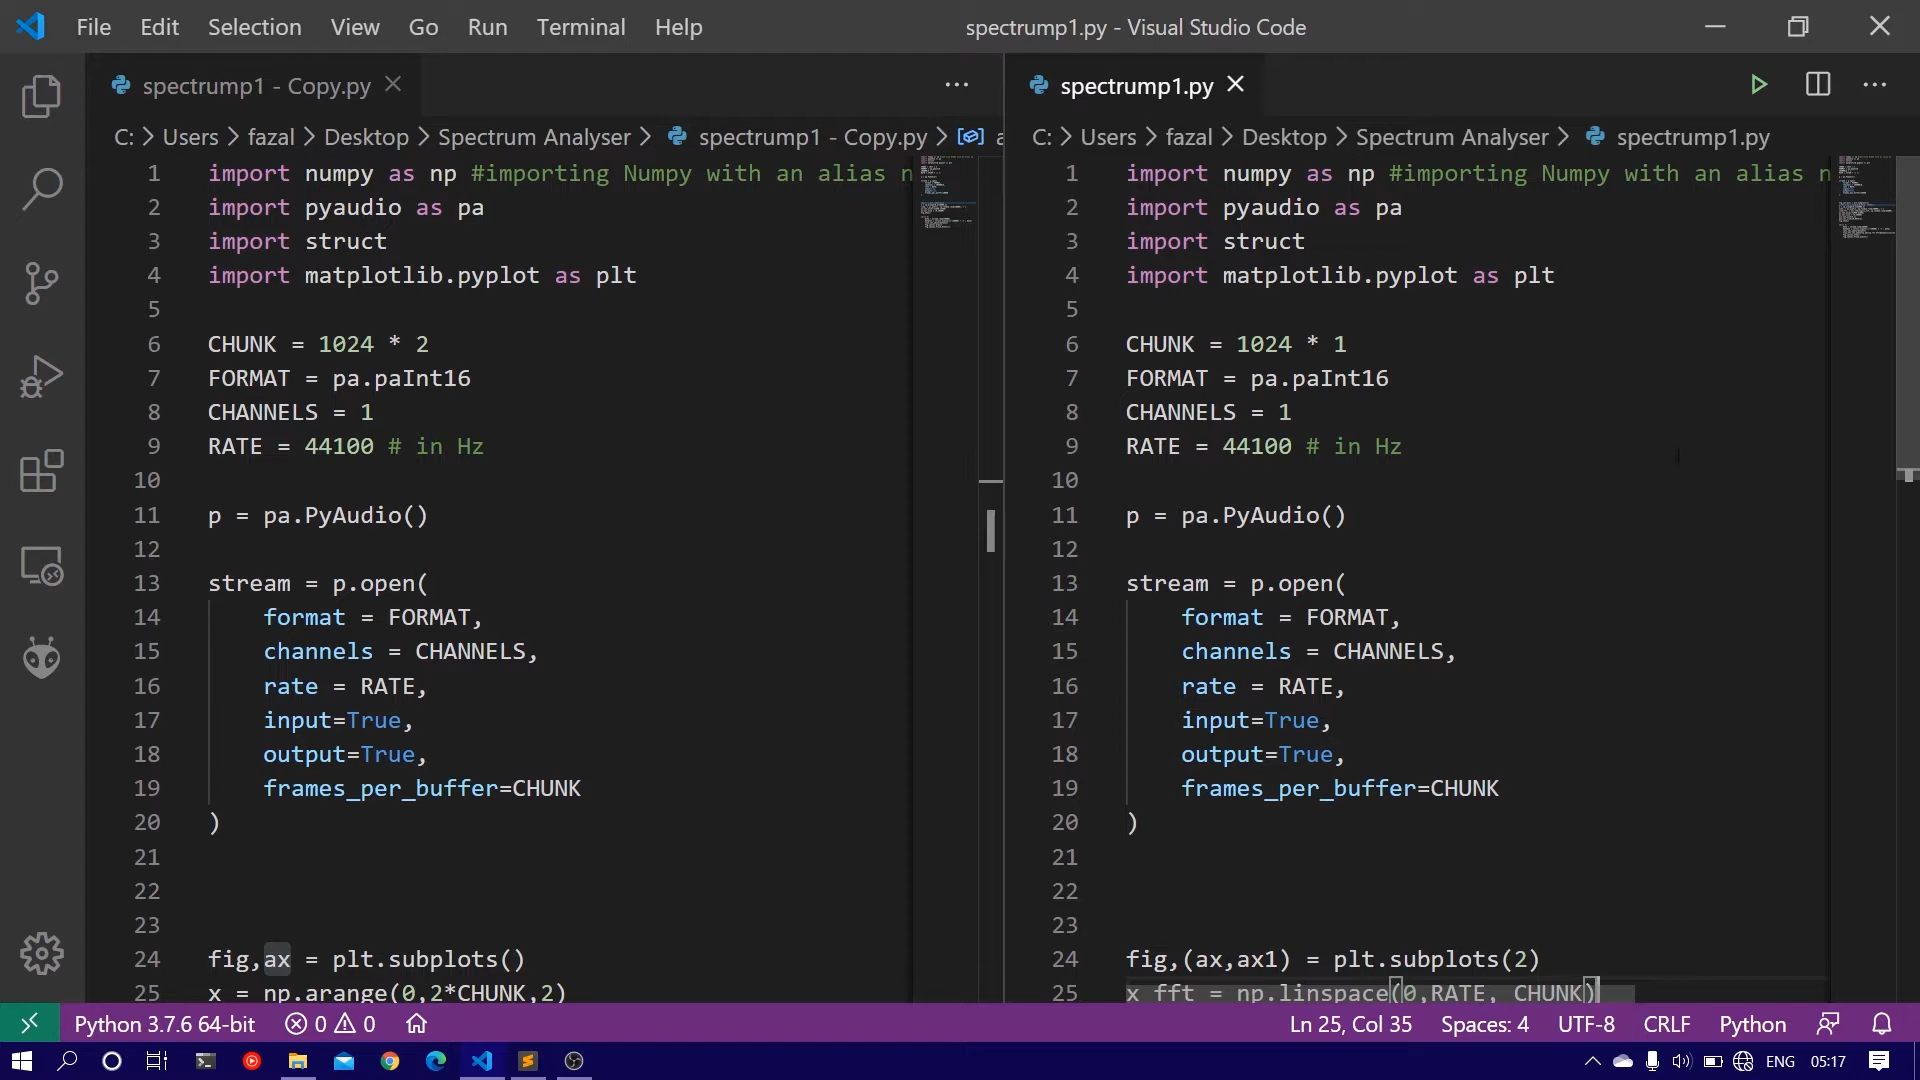 File Edit Selection View Go Run Terminal Help spectrump1.py - Visual Studio Code
spectrump1 - Copy.py
C: > Users > fazal > Desktop > Spectrum Analyser > spectrump1 - Copy.py > a
1 import numpy as np #importing Numpy with an alias n
2 import pyaudio as pa
3 import struct
4 import matplotlib.pyplot as plt
5
6 CHUNK = 1024 * 2
7 FORMAT = pa.paInt16
8 CHANNELS = 1
9 RATE = 44100 # in Hz
10
11 p = pa.PyAudio()
12
13 stream = p.open(
14 format = FORMAT,
15 channels = CHANNELS,
16 rate = RATE,
17 input=True,
18 output=True,
19 frames_per_buffer=CHUNK
20 )
21
22
23
24 fig,ax = plt.subplots()
25 x = np.arange(0,2*CHUNK,2)
spectrump1.py
C: > Users > fazal > Desktop > Spectrum Analyser > spectrump1.py
1 import numpy as np #importing Numpy with an alias n
2 import pyaudio as pa
3 import struct
4 import matplotlib.pyplot as plt
5
6 CHUNK = 1024 * 1
7 FORMAT = pa.paInt16
8 CHANNELS = 1
9 RATE = 44100 # in Hz
10
11 p = pa.PyAudio()
12
13 stream = p.open(
14 format = FORMAT,
15 channels = CHANNELS,
16 rate = RATE,
17 input=True,
18 output=True,
19 frames_per_buffer=CHUNK
20 )
21
22
23
24 fig,(ax,ax1) = plt.subplots(2)
25 x_fft = np.linspace(0,RATE, CHUNK)
Python 3.7.6 64-bit 0 0 Ln 25, Col 35 Spaces: 4 UTF-8 CRLF Python
ENG 05:17